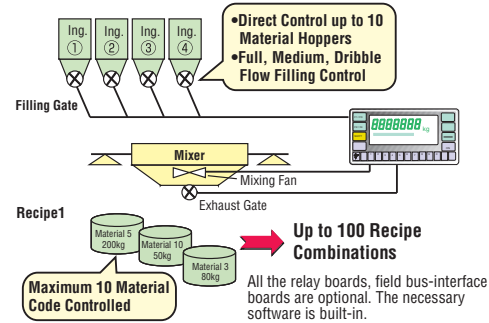 Ing.
①
Ing.
②
Ing.
③
Ing.
④
•Direct Control up to 10
Material Hoppers
•Full, Medium, Dribble
Flow Filling Control
Filling Gate
8888888 kg
Mixer
Mixing Fan
Exhaust Gate
Recipe1
Material 5
200kg
Material 10
50kg
Material 3
80kg
Up to 100 Recipe
Combinations
Maximum 10 Material
Code Controlled
All the relay boards, field bus-interface
boards are optional. The necessary
software is built-in.